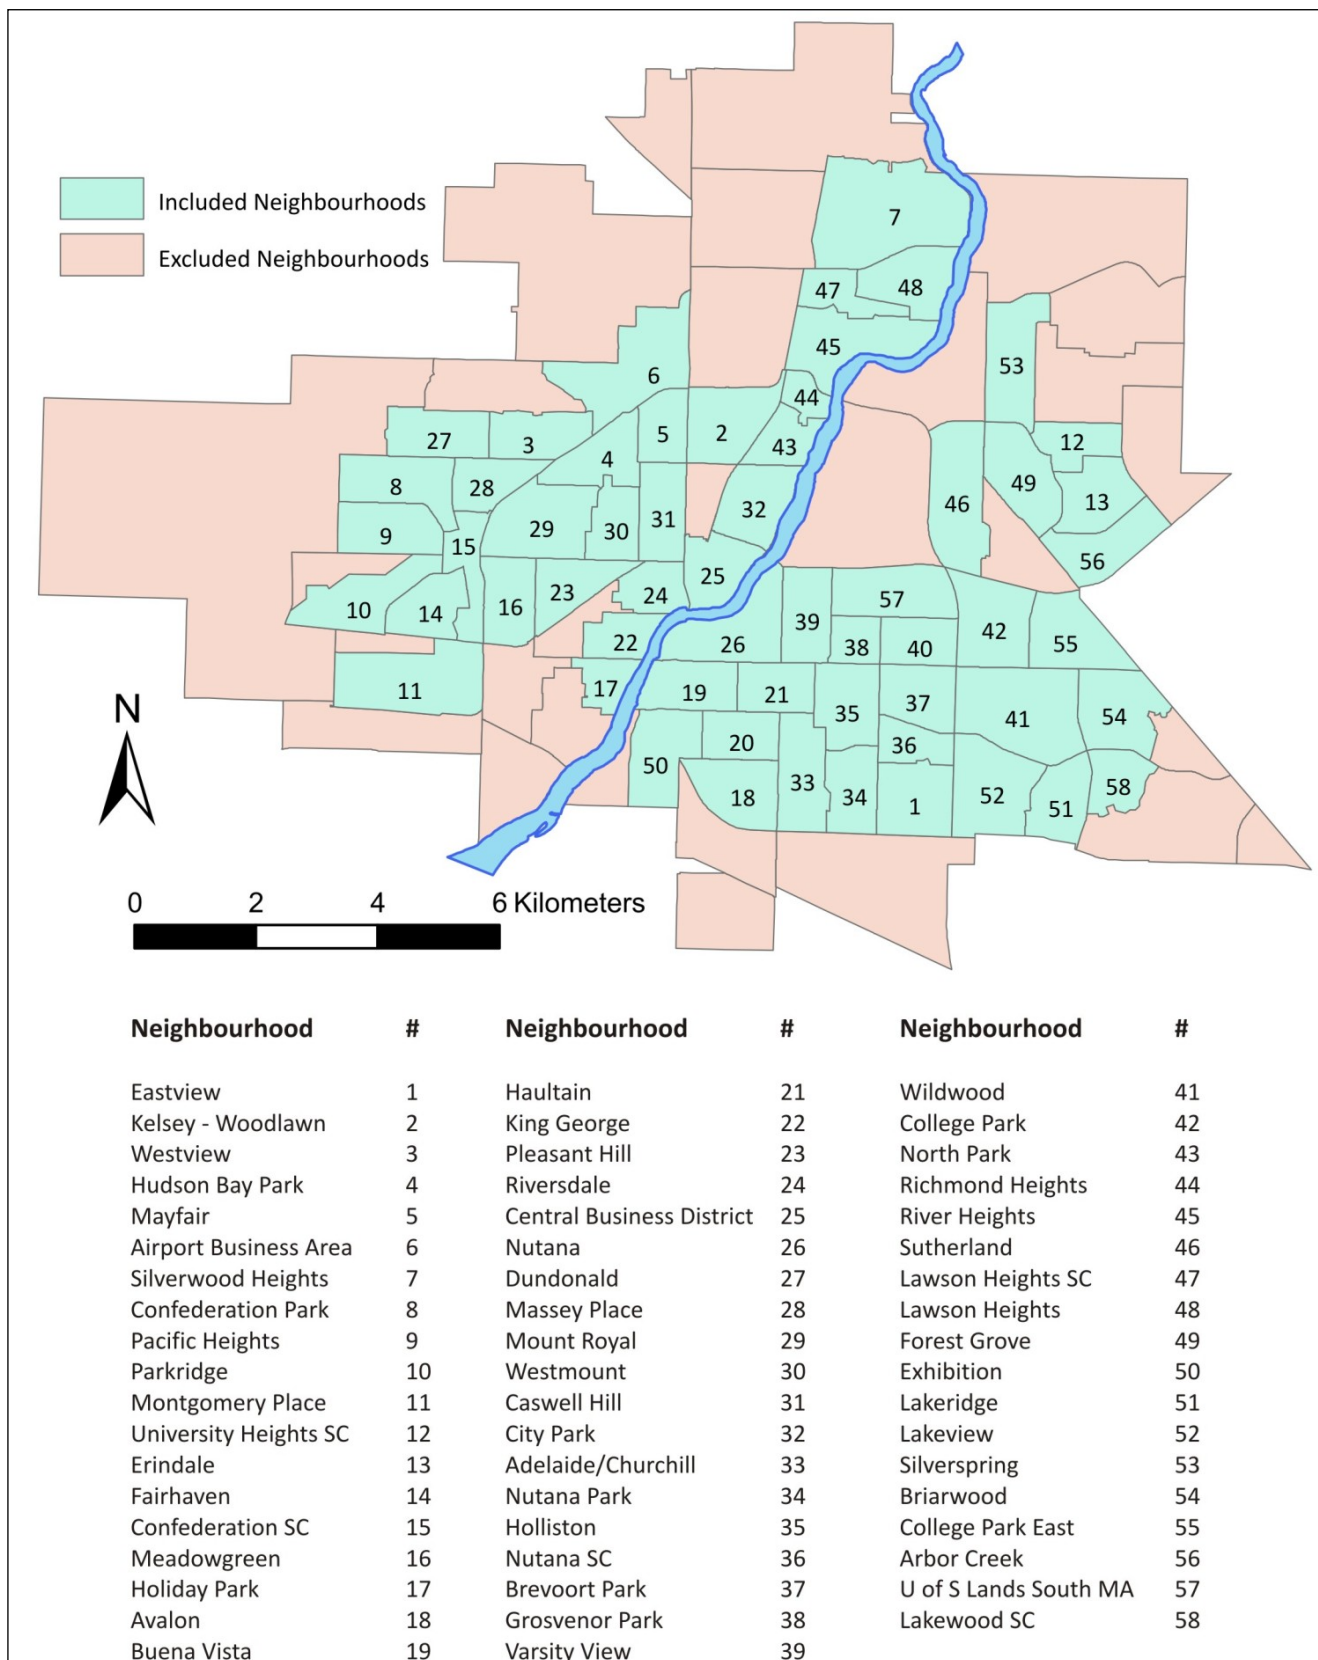 Included Neighbourhoods
Excluded Neighbourhoods
7
47
48
45
6
53
44
27
3
5
2
43
12
4
8
28
49
13
46
32
31
29
30
9
15
56
25
57
24
23
10
14
16
39
42
22
26
38
40
55
11
17
19
21
37
35
41
54
N
20
36
50
58
18
33
34
1
52
51
0 2 4 6 Kilometers
Neighbourhood # Neighbourhood # Neighbourhood #
Eastview 1 Haultain 21 Wildwood 41
Kelsey - Woodlawn 2 King George 22 College Park 42
Westview 3 Pleasant Hill 23 North Park 43
Hudson Bay Park 4 Riversdale 24 Richmond Heights 44
Mayfair 5 Central Business District 25 River Heights 45
Airport Business Area 6 Nutana 26 Sutherland 46
Silverwood Heights 7 Dundonald 27 Lawson Heights SC 47
Confederation Park 8 Massey Place 28 Lawson Heights 48
Pacific Heights 9 Mount Royal 29 Forest Grove 49
Parkridge 10 Westmount 30 Exhibition 50
Montgomery Place 11 Caswell Hill 31 Lakeridge 51
University Heights SC 12 City Park 32 Lakeview 52
Erindale 13 Adelaide/Churchill 33 Silverspring 53
Fairhaven 14 Nutana Park 34 Briarwood 54
Confederation SC 15 Holliston 35 College Park East 55
Meadowgreen 16 Nutana SC 36 Arbor Creek 56
Holiday Park 17 Brevoort Park 37 U of S Lands South MA 57
Avalon 18 Grosvenor Park 38 Lakewood SC 58
Buena Vista 19 Varsity View 39